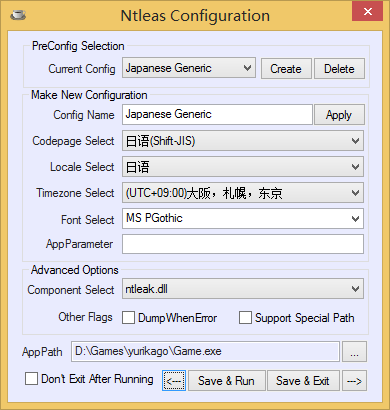 Ntleas Configuration
PreConfig Selection
Current Config Japanese Generic Create Delete
Make New Configuration
Config Name Japanese Generic Apply
Codepage Select 日语(Shift-JIS)
Locale Select 日语
Timezone Select (UTC+09:00)大阪，札幌，东京
Font Select MS PGothic
AppParameter
Advanced Options
Component Select ntleak.dll
Other Flags DumpWhenError Support Special Path
AppPath D:\Games\yurikago\Game.exe ...
Don't Exit After Running <--- Save & Run Save & Exit --->